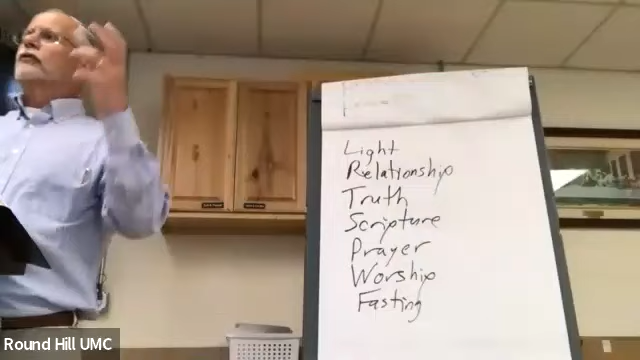 Light
Relationship
Truth
Scripture
Prayer
Worship
Fasting
Round Hill UMC